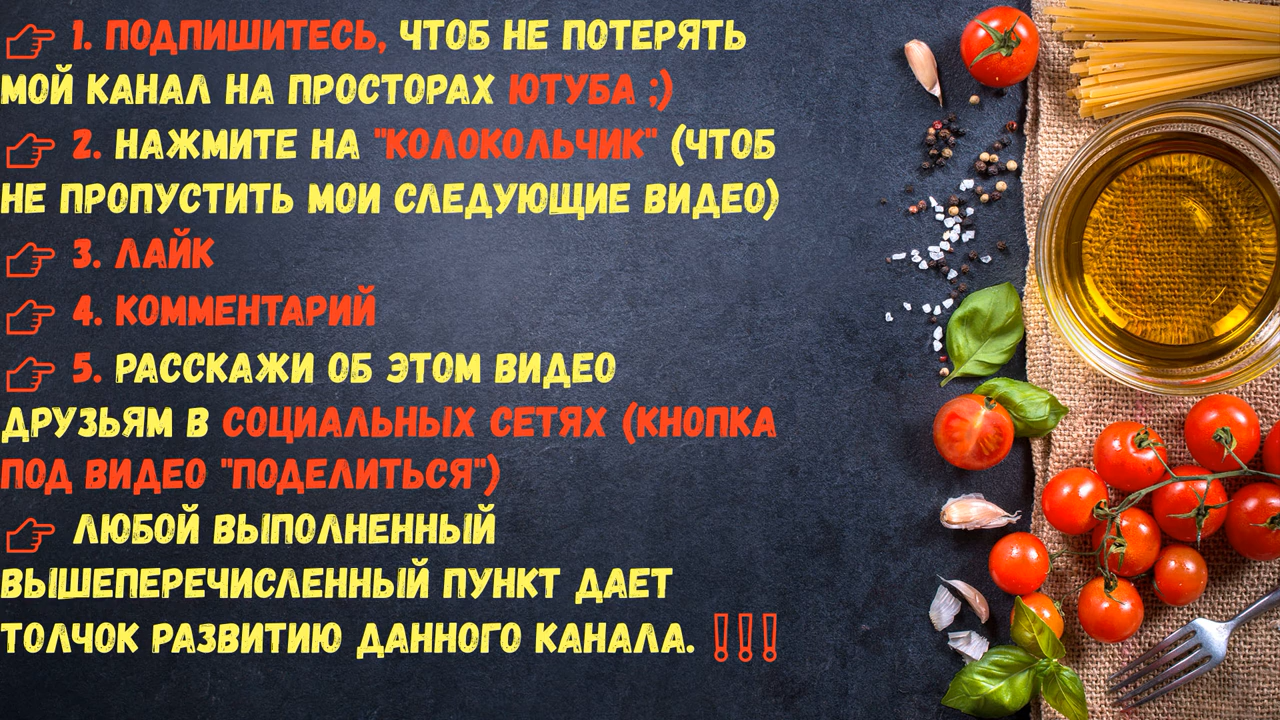 👉 1. ПОДПИШИТЕСЬ, ЧТОБ НЕ ПОТЕРЯТЬ
МОЙ КАНАЛ НА ПРОСТОРАХ ЮТУБА ;)
👉 2. НАЖМИТЕ НА "КОЛОКОЛЬЧИК" (ЧТОБ
НЕ ПРОПУСТИТЬ МОИ СЛЕДУЮЩИЕ ВИДЕО)
👉 3. ЛАЙК
👉 4. КОММЕНТАРИЙ
👉 5. РАССКАЖИ ОБ ЭТОМ ВИДЕО
ДРУЗЬЯМ В СОЦИАЛЬНЫХ СЕТЯХ (КНОПКА
ПОД ВИДЕО "ПОДЕЛИТЬСЯ")
👉 ЛЮБОЙ ВЫПОЛНЕННЫЙ
ВЫШЕПЕРЕЧИСЛЕННЫЙ ПУНКТ ДАЕТ
ТОЛЧОК РАЗВИТИЮ ДАННОГО КАНАЛА. !!!